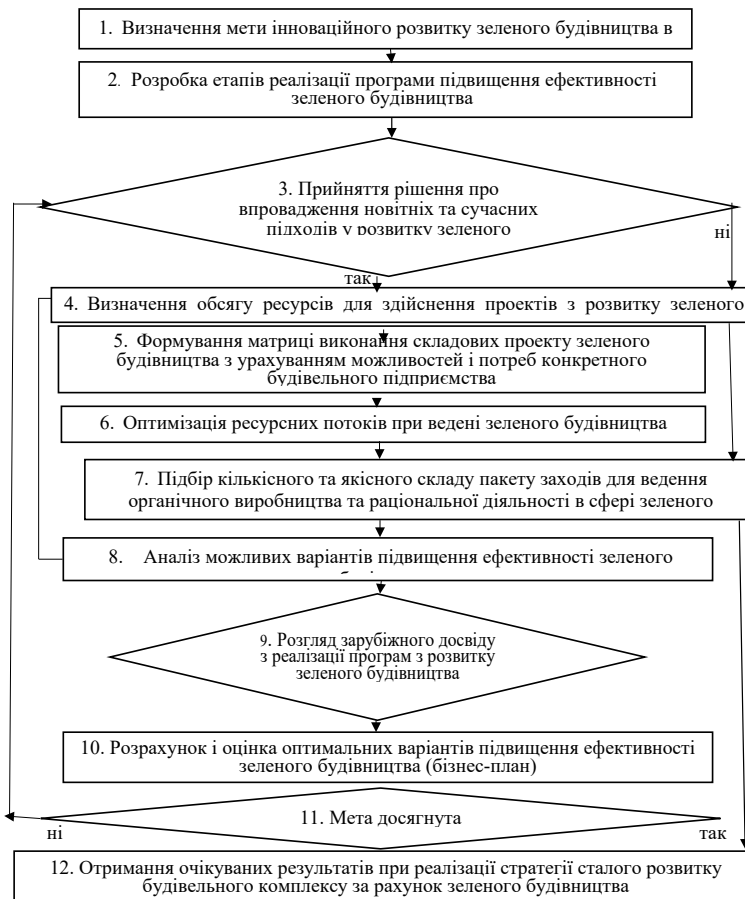 1. Визначення мети інноваційного розвитку зеленого будівництва в
2. Розробка етапів реалізації програми підвищення ефективності
зеленого будівництва
3. Прийняття рішення про
впровадження новітніх та сучасних
підходів у розвитку зеленого
ні
так
4. Визначення обсягу ресурсів для здійснення проектів з розвитку зеленого
5. Формування матриці виконання складових проекту зеленого
будівництва з урахуванням можливостей і потреб конкретного
будівельного підприємства
6. Оптимізація ресурсних потоків при ведені зеленого будівництва
7. Підбір кількісного та якісного складу пакету заходів для ведення
органічного виробництва та раціональної діяльності в сфері зеленого
8. Аналіз можливих варіантів підвищення ефективності зеленого
9. Розгляд зарубіжного досвіду
з реалізації програм з розвитку
зеленого будівництва
10. Розрахунок і оцінка оптимальних варіантів підвищення ефективності
зеленого будівництва (бізнес-план)
11. Мета досягнута
ні
так
12. Отримання очікуваних результатів при реалізації стратегії сталого розвитку
будівельного комплексу за рахунок зеленого будівництва